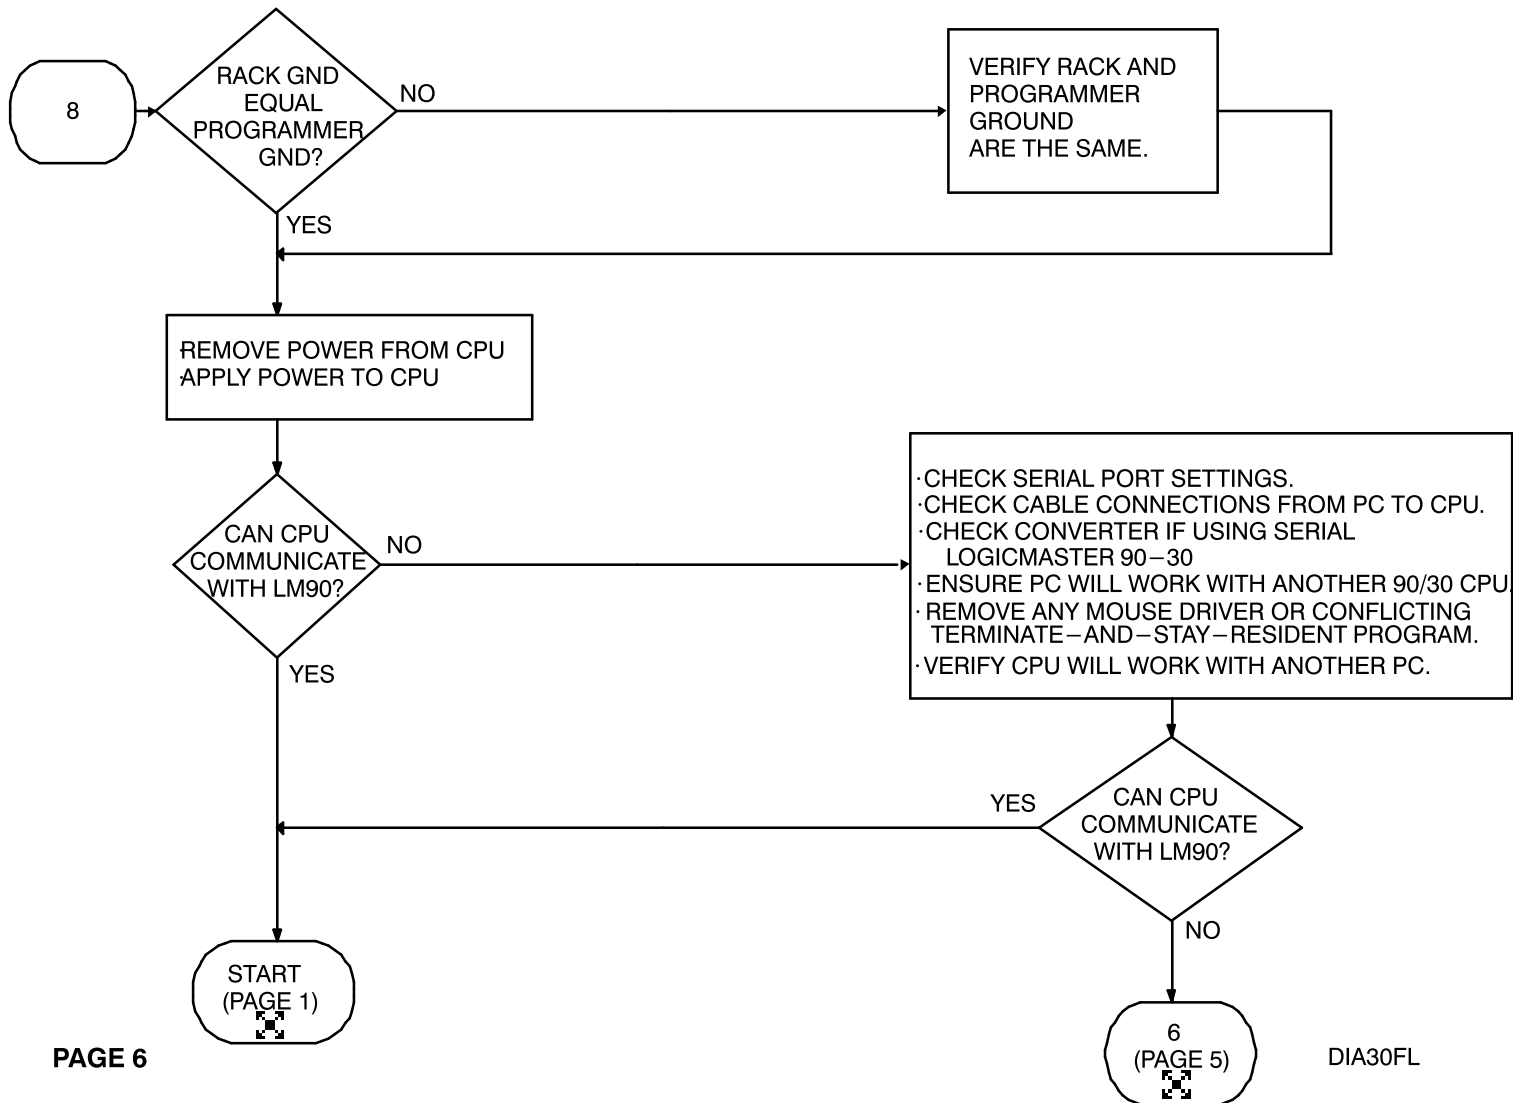 8
RACK GND
EQUAL
PROGRAMMER
GND?
NO
VERIFY RACK AND
PROGRAMMER
GROUND
ARE THE SAME.
YES
·REMOVE POWER FROM CPU
·APPLY POWER TO CPU
CAN CPU
COMMUNICATE
WITH LM90?
NO
·CHECK SERIAL PORT SETTINGS.
·CHECK CABLE CONNECTIONS FROM PC TO CPU.
·CHECK CONVERTER IF USING SERIAL
LOGICMASTER 90–30
·ENSURE PC WILL WORK WITH ANOTHER 90/30 CPU.
·REMOVE ANY MOUSE DRIVER OR CONFLICTING
TERMINATE–AND–STAY–RESIDENT PROGRAM.
·VERIFY CPU WILL WORK WITH ANOTHER PC.
YES
YES
CAN CPU
COMMUNICATE
WITH LM90?
NO
START
(PAGE 1)
6
(PAGE 5)
PAGE 6
DIA30FL